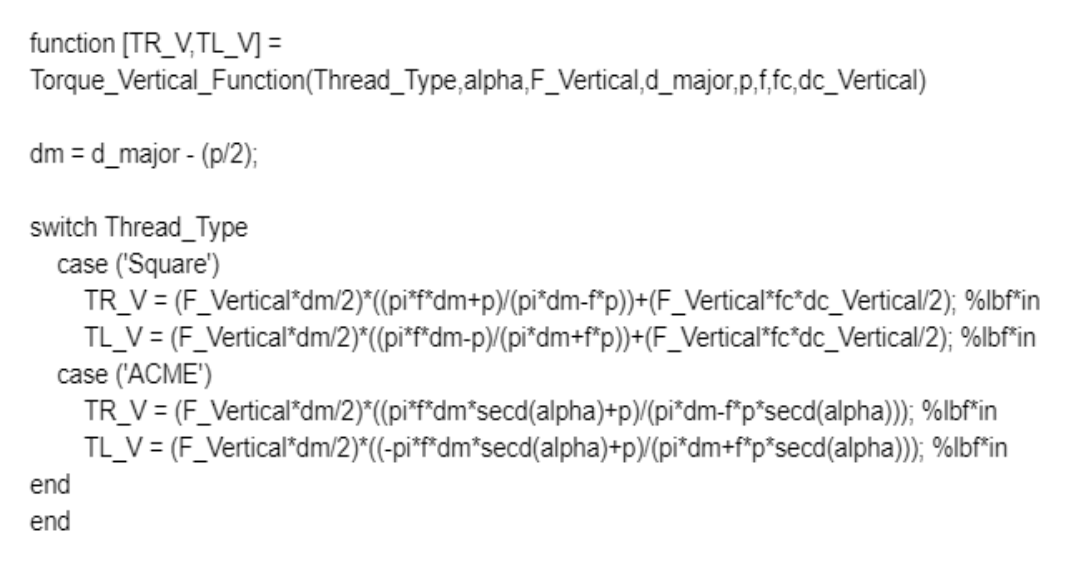 function [TR_V,TL_V] =
Torque_Vertical_Function(Thread_Type,alpha,F_Vertical,d_major,p,f,fc,dc_Vertical)
dm = d_major - (p/2);
switch Thread_Type
case ('Square')
TR_V = (F_Vertical*dm/2)*((pi*f*dm+p)/(pi*dm-f*p))+(F_Vertical*fc*dc_Vertical/2); %lbf*in
TL_V = (F_Vertical*dm/2)*((pi*f*dm-p)/(pi*dm+f*p))+(F_Vertical*fc*dc_Vertical/2); %lbf*in
case ('ACME')
TR_V = (F_Vertical*dm/2)*((pi*f*dm*secd(alpha)+p)/(pi*dm-f*p*secd(alpha))); %lbf*in
TL_V = (F_Vertical*dm/2)*((-pi*f*dm*secd(alpha)+p)/(pi*dm+f*p*secd(alpha))); %lbf*in
end
end